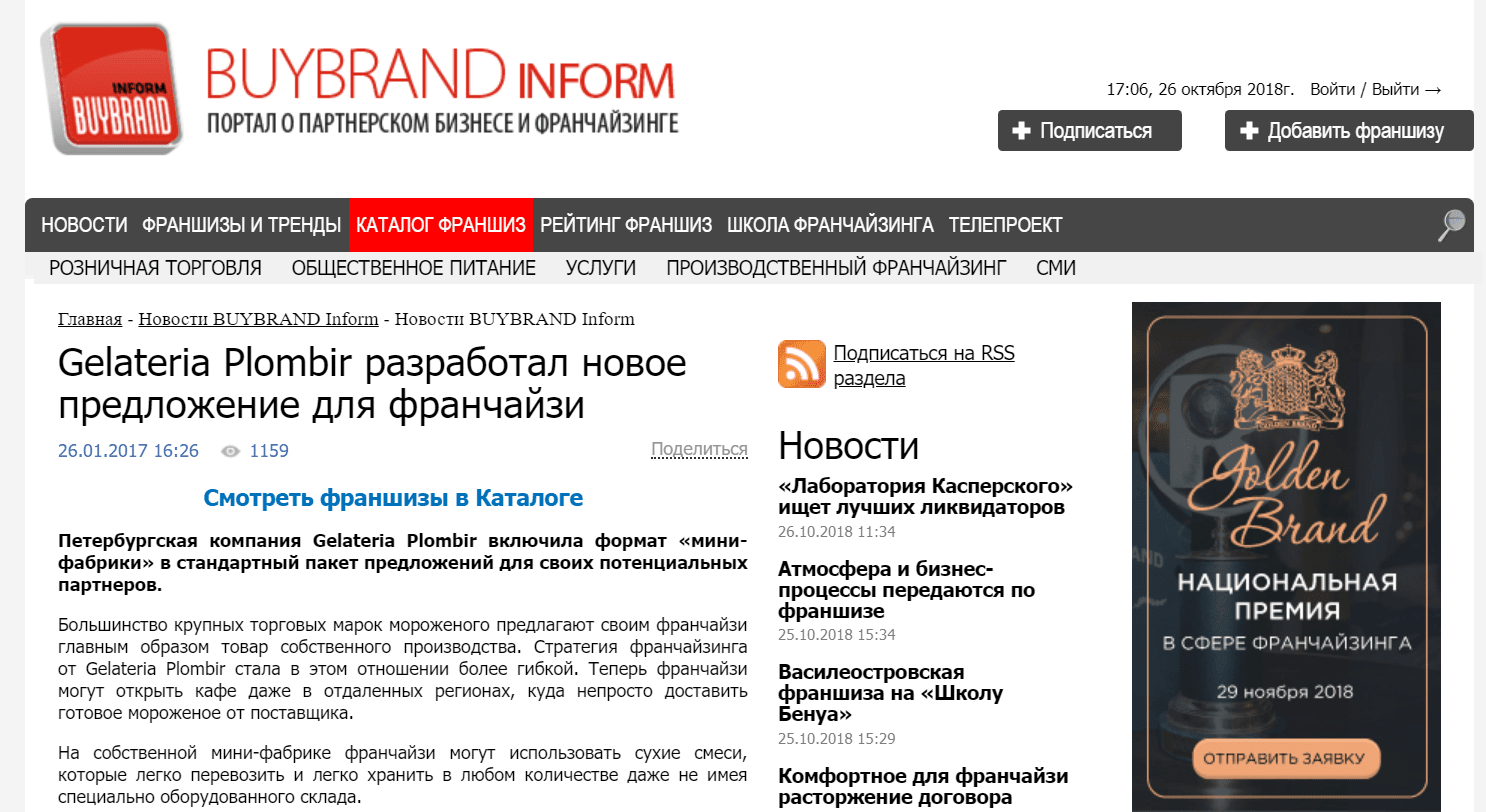 INFORM
BUYBRAND
BUYBRAND INFORM
ПОРТАЛ О ПАРТНЕРСКОМ БИЗНЕСЕ И ФРАНЧАЙЗИНГЕ
17:06, 26 октября 2018г. Войти / Выйти →
Подписаться
Добавить франшизу
НОВОСТИ ФРАНШИЗЫ И ТРЕНДЫ КАТАЛОГ ФРАНШИЗ РЕЙТИНГ ФРАНШИЗ ШКОЛА ФРАНЧАЙЗИНГА ТЕЛЕПРОЕКТ
РОЗНИЧНАЯ ТОРГОВЛЯ ОБЩЕСТВЕННОЕ ПИТАНИЕ УСЛУГИ ПРОИЗВОДСТВЕННЫЙ ФРАНЧАЙЗИНГ СМИ
Главная - Новости BUYBRAND Inform - Новости BUYBRAND Inform
Gelateria Plombir разработал новое
предложение для франчайзи
26.01.2017 16:26 1159 Поделиться
Смотреть франшизы в Каталоге
Петербургская компания Gelateria Plombir включила формат «мини-
фабрики» в стандартный пакет предложений для своих потенциальных
партнеров.
Большинство крупных торговых марок мороженого предлагают своим франчайзи
главным образом товар собственного производства. Стратегия франчайзинга
от Gelateria Plombir стала в этом отношении более гибкой. Теперь франчайзи
могут открыть кафе даже в отдаленных регионах, куда непросто доставить
готовое мороженое от поставщика.
На собственной мини-фабрике франчайзи могут использовать сухие смеси,
которые легко перевозить и легко хранить в любом количестве даже не имея
специально оборудованного склада.
Подписаться на RSS
раздела
Новости
«Лаборатория Касперского»
ищет лучших ликвидаторов
26.10.2018 11:34
Атмосфера и бизнес-
процессы передаются по
франшизе
25.10.2018 15:34
Василеостровская
франшиза на «Школу
Бенуа»
25.10.2018 15:29
Комфортное для франчайзи
расторжение договора
GOLDEN BRAND
Golden
Brand
НАЦИОНАЛЬНАЯ
ПРЕМИЯ
В СФЕРЕ ФРАНЧАЙЗИНГА
29 ноября 2018
ОТПРАВИТЬ ЗАЯВКУ